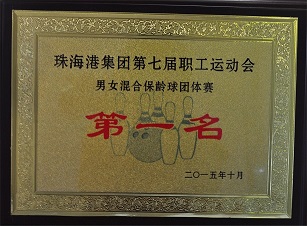 珠海港集团第七届职工运动会
男女混合保龄球团体赛
第一名
二〇一五年十月